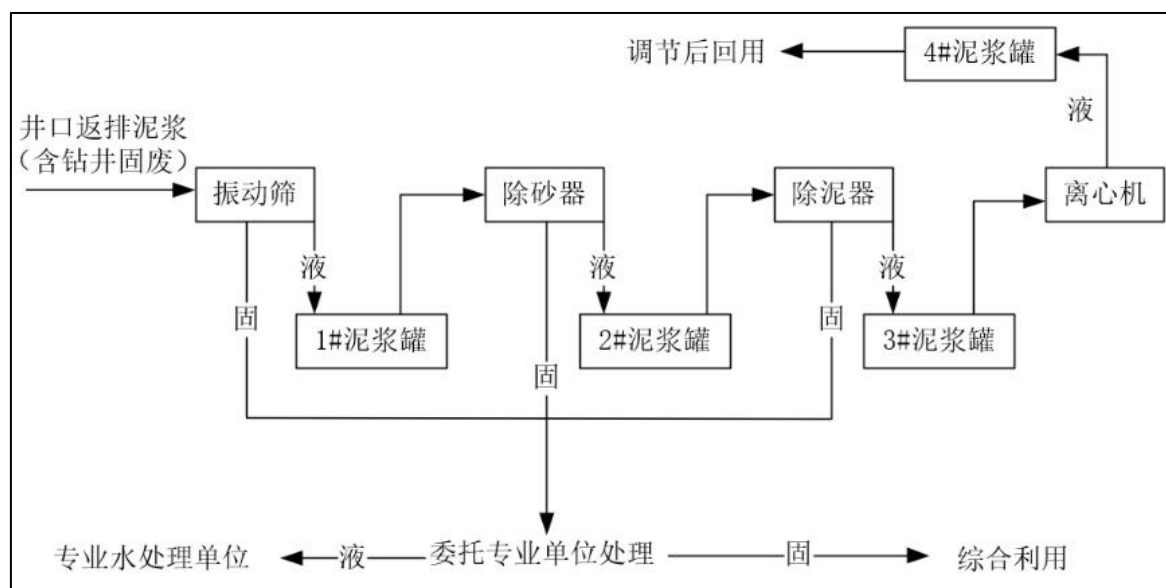 调节后回用
4#泥浆罐
液
井口返排泥浆
（含钻井固废）
振动筛
除砂器
除泥器
离心机
液
液
液
固
1#泥浆罐
2#泥浆罐
3#泥浆罐
固
固
专业水处理单位
液
委托专业单位处理
固
综合利用